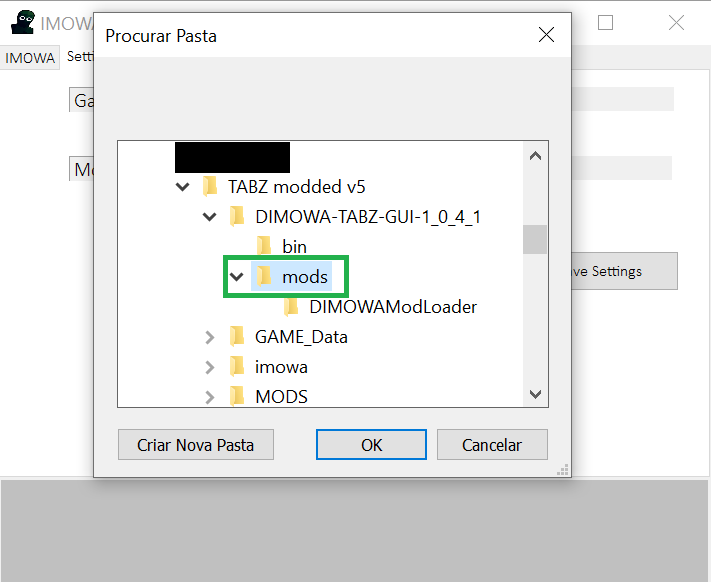 IMOWA
Procurar Pasta
IMOWA
Setti
Ga
Mo
TABZ modded v5
DIMOWA-TABZ-GUI-1_0_4_1
bin
mods
DIMOWAModLoader
ve Settings
GAME_Data
imowa
MODS
Criar Nova Pasta
OK
Cancelar